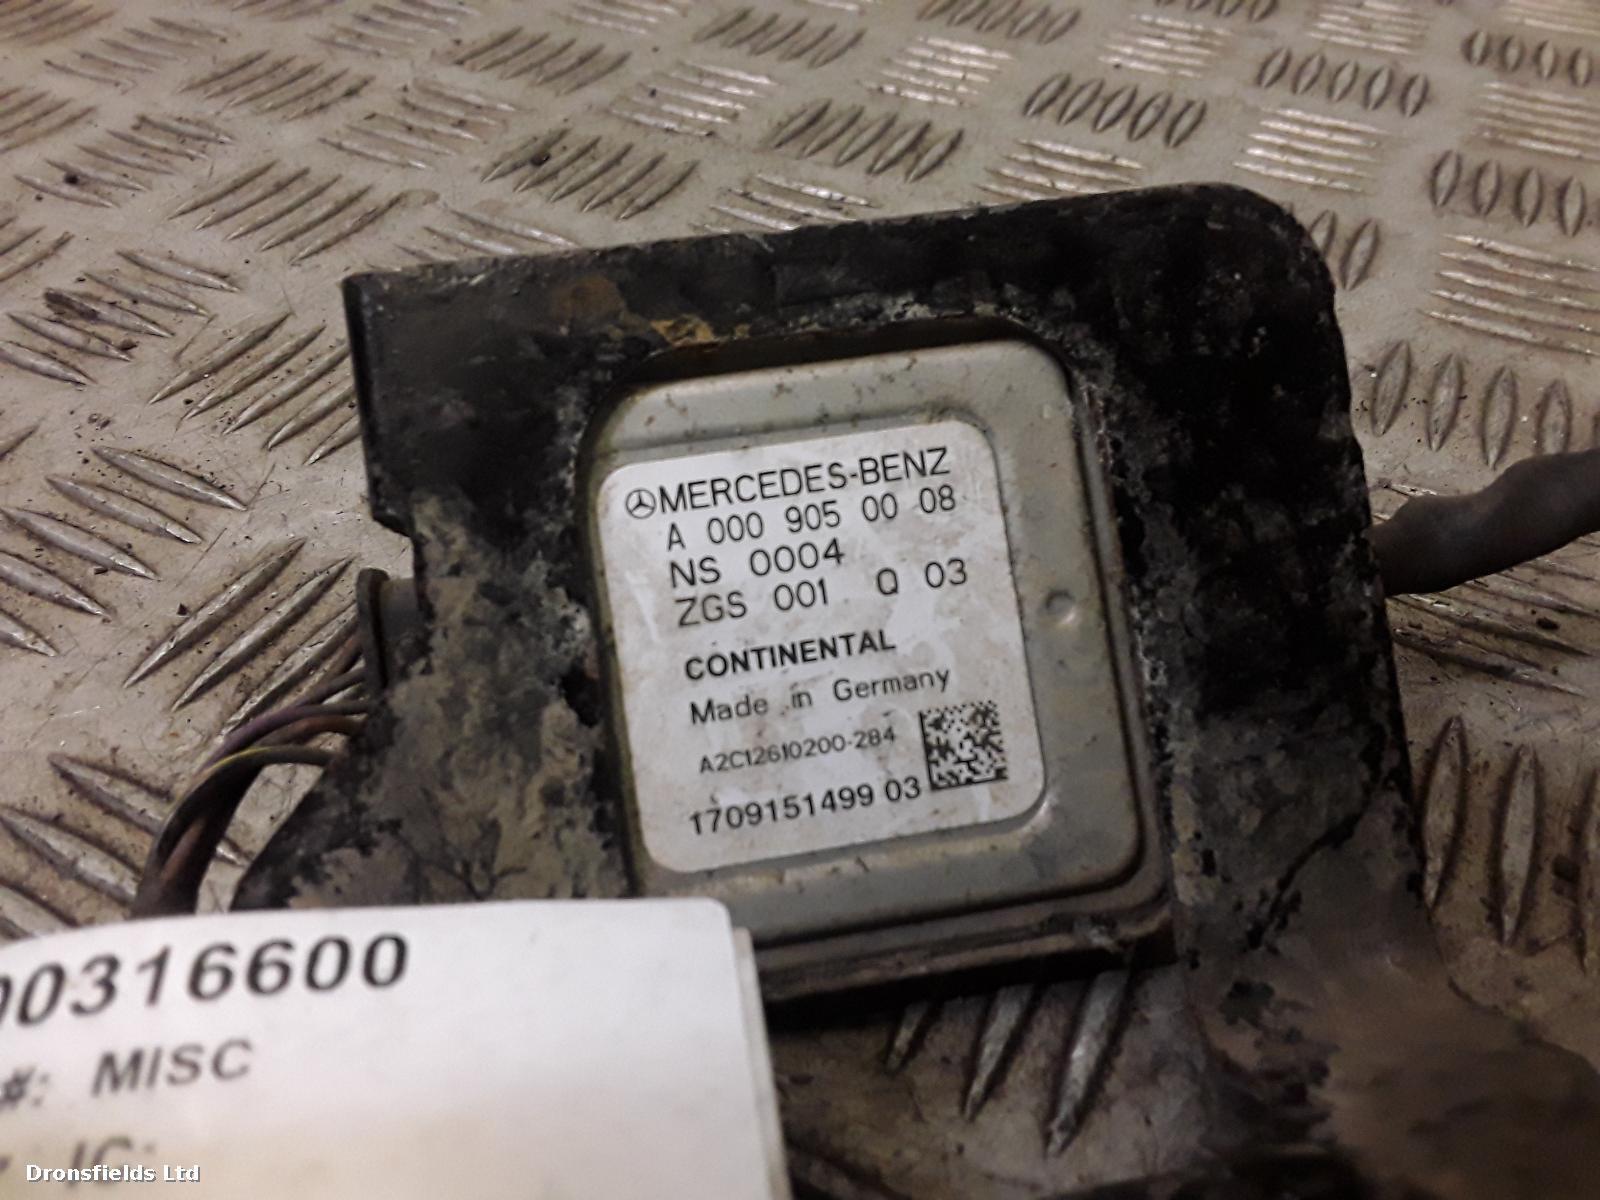 MERCEDES-BENZ
A 000 905 00 08
NS 0004
ZGS 001 Q 03
CONTINENTAL
Made in Germany
A2C12610200-284
1709151499 03
00316600
#: MISC
IC:
Dronsfields Ltd